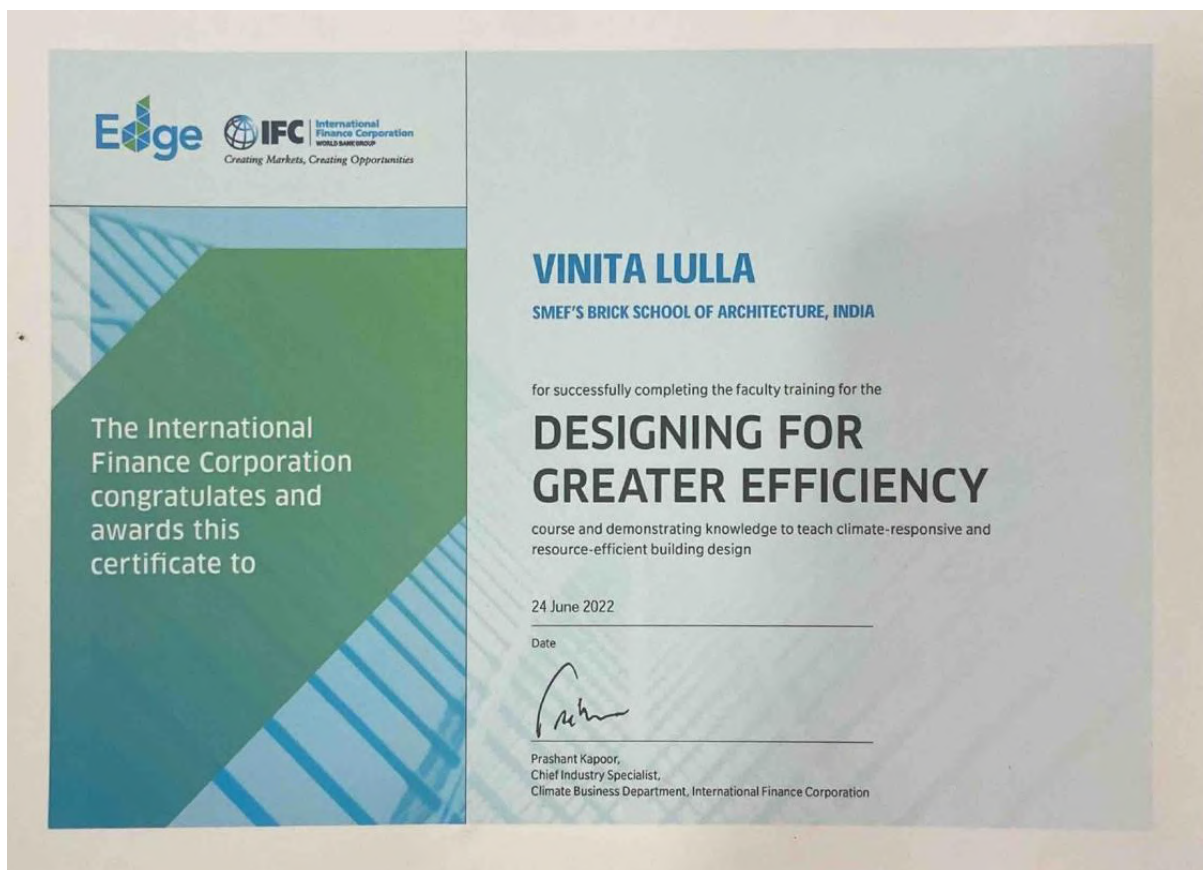 Edge
IFC
International
Finance Corporation
WORLD BANK GROUP
Creating Markets, Creating Opportunities
The International
Finance Corporation
congratulates and
awards this
certificate to
VINITA LULLA
SMEF'S BRICK SCHOOL OF ARCHITECTURE, INDIA
for successfully completing the faculty training for the
DESIGNING FOR
GREATER EFFICIENCY
course and demonstrating knowledge to teach climate-responsive and
resource-efficient building design
24 June 2022
Date
Prashant Kapoor,
Chief Industry Specialist,
Climate Business Department, International Finance Corporation